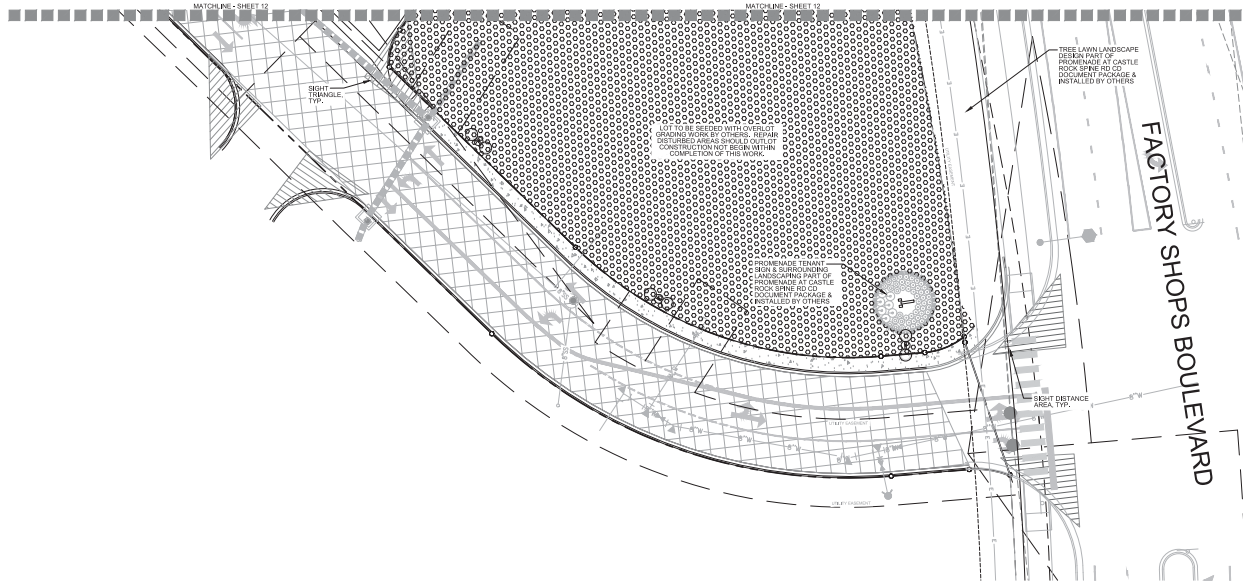 MATCHLINE - SHEET 12
MATCHLINE - SHEET 12
TREE LAWN LANDSCAPE
DESIGN PART OF
PROMENADE AT CASTLE
ROCK SPINE RD CD
DOCUMENT PACKAGE &
INSTALLED BY OTHERS
SIGHT
TRIANGLE,
TYP.
LOT TO BE SEEDED WITH OVERLOT
GRADING WORK BY OTHERS. REPAIR
DISTURBED AREAS SHOULD OUTLOT
CONSTRUCTION NOT BEGIN WITHIN
COMPLETION OF THIS WORK.
FACTORY SHOPS BOULEVARD
PROMENADE TENANT
SIGN & SURROUNDING
LANDSCAPING PART OF
PROMENADE AT CASTLE
ROCK SPINE RD CD
DOCUMENT PACKAGE &
INSTALLED BY OTHERS
SIGHT DISTANCE
AREA, TYP.
UTILITY EASEMENT
UTILITY EASEMENT